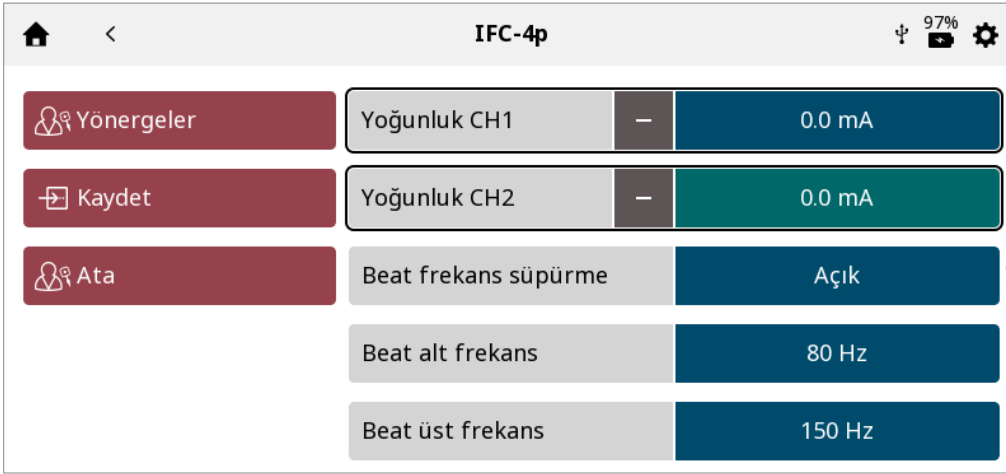 IFC-4p
97%
Yönergeler
Kaydet
Ata
Yoğunluk CH1 – 0.0 mA
Yoğunluk CH2 – 0.0 mA
Beat frekans süpürme Açık
Beat alt frekans 80 Hz
Beat üst frekans 150 Hz